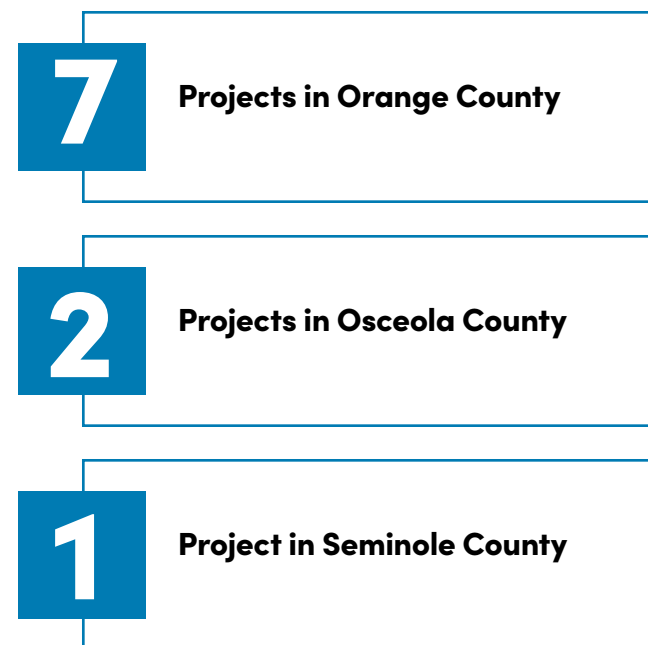 7
Projects in Orange County
2
Projects in Osceola County
1
Project in Seminole County